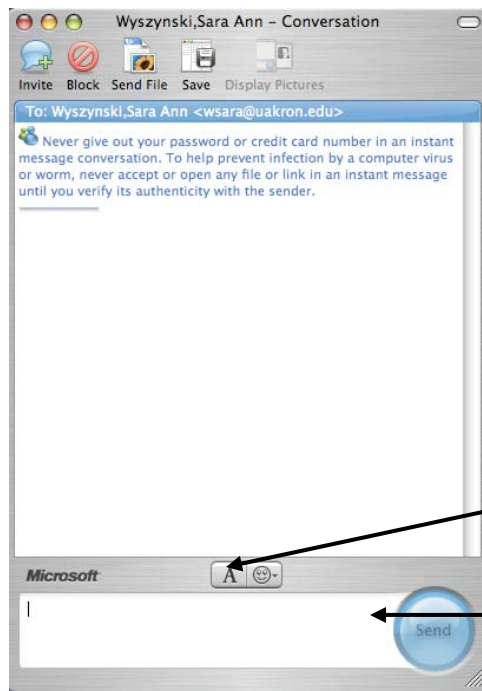 Wyszynski,Sara Ann – Conversation
Invite Block Send File Save Display Pictures
To: Wyszynski,Sara Ann <wsara@uakron.edu>
Never give out your password or credit card number in an instant
message conversation. To help prevent infection by a computer virus
or worm, never accept or open any file or link in an instant message
until you verify its authenticity with the sender.
Microsoft
A
Send